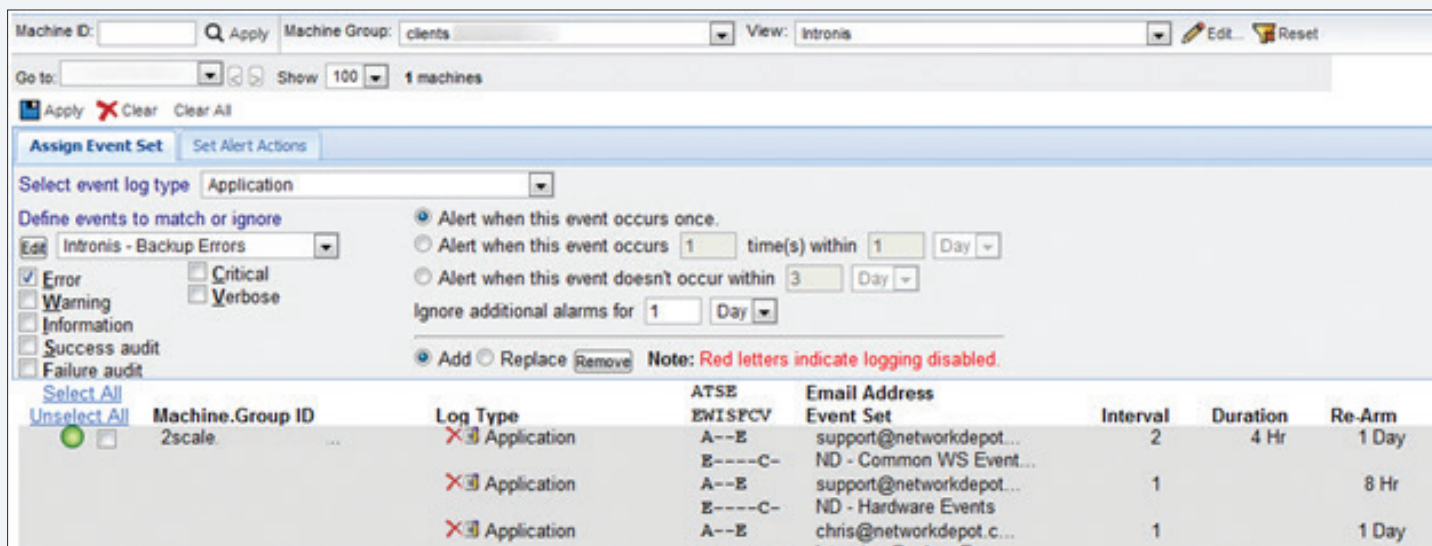 Machine ID: Apply Machine Group: clients View: Intronis Edit... Reset
Go to: Show 100 1 machines
Apply Clear Clear All
Assign Event Set Set Alert Actions
Select event log type Application
Define events to match or ignore
Edit Intronis - Backup Errors
Error
Warning
Information
Success audit
Failure audit
Critical
Verbose
Alert when this event occurs once.
Alert when this event occurs 1 time(s) within 1 Day
Alert when this event doesn't occur within 3 Day
Ignore additional alarms for 1 Day
Add Replace Remove Note: Red letters indicate logging disabled.
Select All ATSE Email Address
Unselect All Machine.Group ID Log Type EWISFCV Event Set Interval Duration Re-Arm
2scale. ... Application A--E support@networkdepot... 2 4 Hr 1 Day
E----C- ND - Common WS Event...
Application A--E support@networkdepot... 1 8 Hr
E----C- ND - Hardware Events
Application A--E chris@networkdepot.c... 1 1 Day